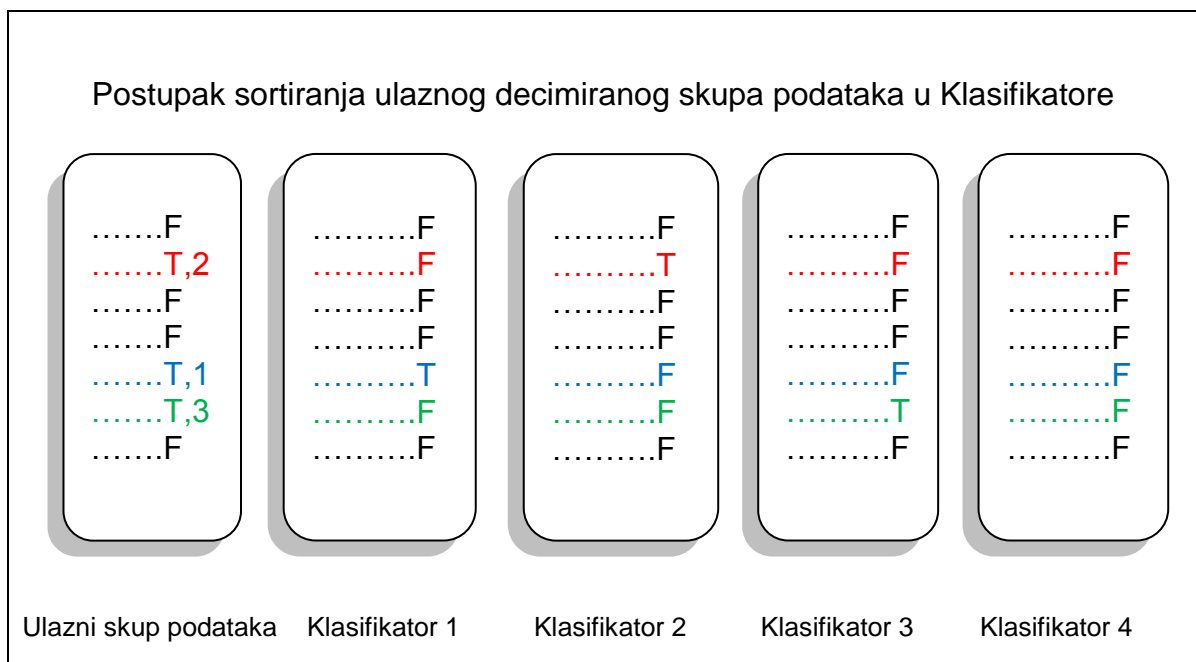 Postupak sortiranja ulaznog decimiranog skupa podataka u Klasifikatore
.......F
.......T,2
.......F
.......F
.......T,1
.......T,3
.......F
Ulazni skup podataka
..........F
..........F
..........F
..........F
..........T
..........F
..........F
Klasifikator 1
..........F
..........T
..........F
..........F
..........F
..........F
..........F
Klasifikator 2
..........F
..........F
..........F
..........F
..........F
..........T
..........F
Klasifikator 3
..........F
..........F
..........F
..........F
..........F
..........F
..........F
Klasifikator 4